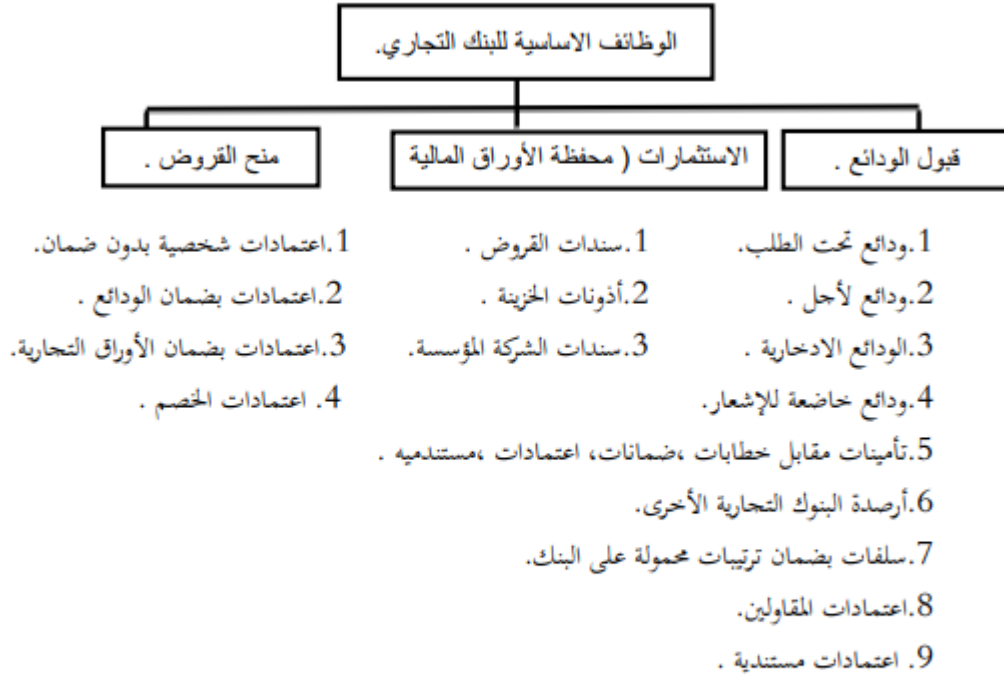 الوظائف الاساسية للبنك التجاري.
قبول الودائع .
الاستثمارات ( محفظة الأوراق المالية
منح القروض .
1.ودائع تحت الطلب.
2.ودائع لأجل .
3.الودائع الادخارية .
4.ودائع خاضعة للإشعار.
5.تأمينات مقابل خطابات ،ضمانات، اعتمادات ،مستندميه .
6.أرصدة البنوك التجارية الأخرى.
7.سلفات بضمان ترتيبات محمولة على البنك.
8.اعتمادات المقاولين.
9. اعتمادات مستندية .
1.سندات القروض .
2.أذونات الخزينة .
3.سندات الشركة المؤسسة.
1.اعتمادات شخصية بدون ضمان.
2.اعتمادات بضمان الودائع .
3.اعتمادات بضمان الأوراق التجارية.
4. اعتمادات الخصم .